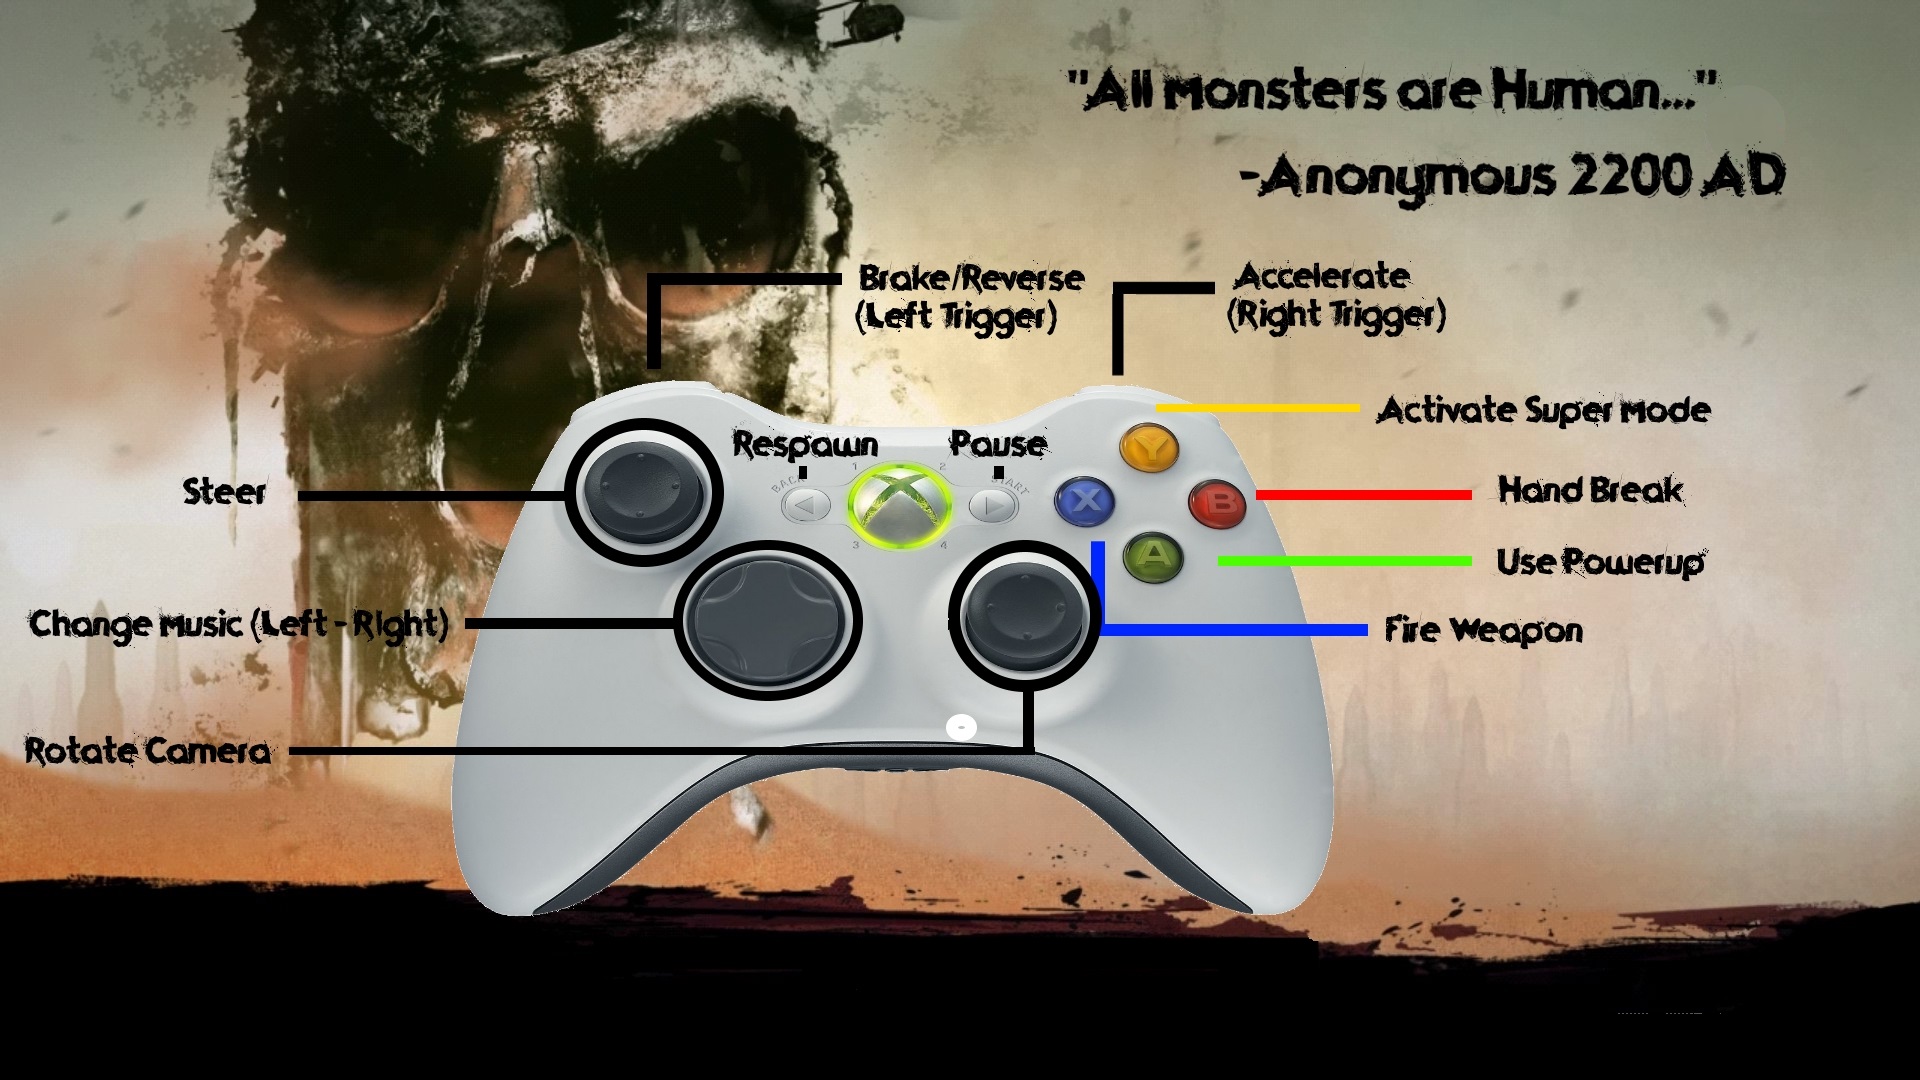 "All Monsters are Human..."
-Anonymous 2200 AD
Brake/Reverse
(Left Trigger)
Accelerate
(Right Trigger)
Activate Super Mode
Respawn
Pause
Steer
Hand Break
BACK
START
1
2
3
4
Y
X
B
A
Use Powerup
Change Music (Left - Right)
Fire Weapon
Rotate Camera